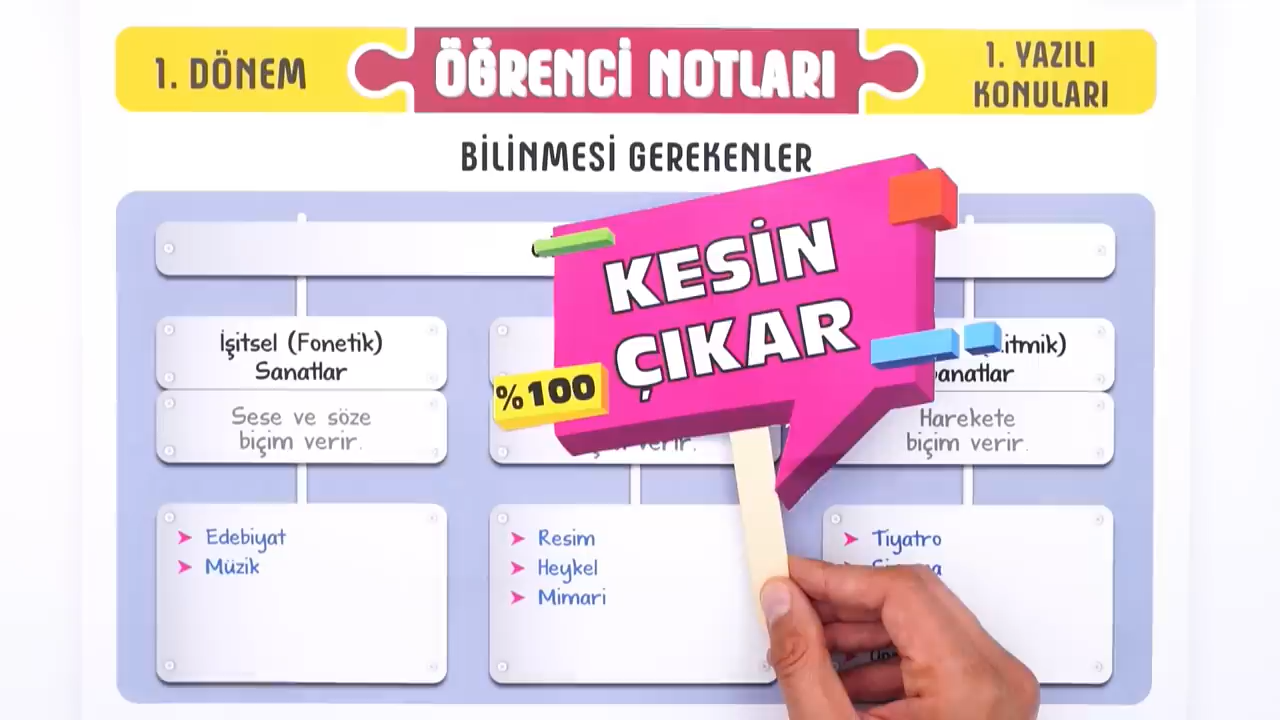 1. DÖNEM
ÖĞRENCİ NOTLARI
1. YAZILI
KONULARI
BİLİNMESİ GEREKENLER
KESİN
ÇIKAR
%100
İşitsel (Fonetik)
Sanatlar
Sese ve söze
biçim verir.
Edebiyat
Müzik
verir.
Resim
Heykel
Mimari
Harekete
biçim verir.
Tiyatro